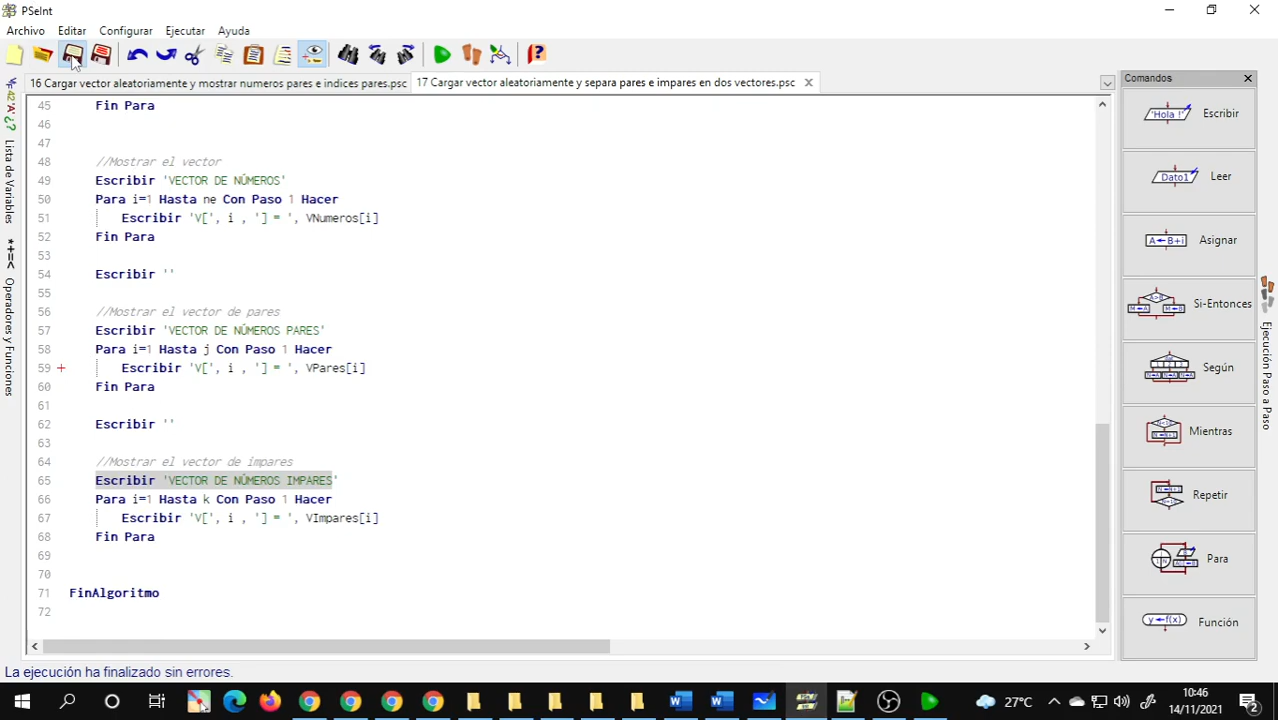 PSeInt
Archivo Editar Configurar Ejecutar Ayuda
16 Cargar vector aleatoriamente y mostrar numeros pares e indices pares.psc 17 Cargar vector aleatoriamente y separa pares e impares en dos vectores.psc
Comandos
Lista de Variables
Operadores y Funciones
45 Fin Para
46
47
48 //Mostrar el vector
49 Escribir 'VECTOR DE NÚMEROS'
50 Para i=1 Hasta ne Con Paso 1 Hacer
51 Escribir 'V[', i , '] = ', VNumeros[i]
52 Fin Para
53
54 Escribir ''
55
56 //Mostrar el vector de pares
57 Escribir 'VECTOR DE NÚMEROS PARES'
58 Para i=1 Hasta j Con Paso 1 Hacer
59 Escribir 'V[', i , '] = ', VPares[i]
60 Fin Para
61
62 Escribir ''
63
64 //Mostrar el vector de impares
65 Escribir 'VECTOR DE NÚMEROS IMPARES'
66 Para i=1 Hasta k Con Paso 1 Hacer
67 Escribir 'V[', i , '] = ', VImpares[i]
68 Fin Para
69
70
71 FinAlgoritmo
72
'Hola !' Escribir
Dato1 Leer
A←B+i Asignar
Si-Entonces
Según
Mientras
Repetir
Para
y←f(x) Función
Ejecución Paso a Paso
La ejecución ha finalizado sin errores.
27°C
10:46
14/11/2021
2